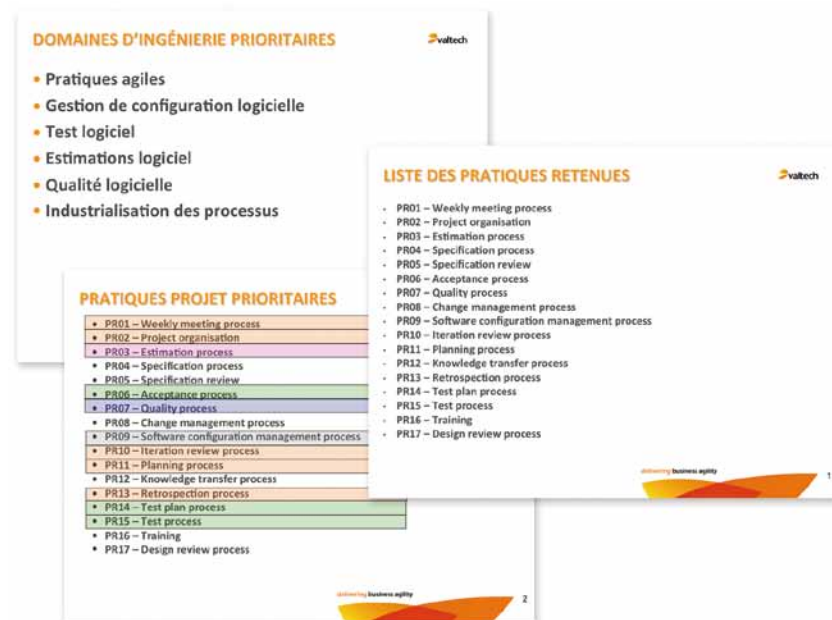 DOMAINES D'INGÉNIERIE PRIORITAIRES
valtech
• Pratiques agiles
• Gestion de configuration logicielle
• Test logiciel
• Estimations logiciel
• Qualité logicielle
• Industrialisation des processus
LISTE DES PRATIQUES RETENUES
valtech
- PR01 – Weekly meeting process
- PR02 – Project organisation
- PR03 – Estimation process
- PR04 – Specification process
- PR05 – Specification review
- PR06 – Acceptance process
- PR07 – Quality process
- PR08 – Change management process
- PR09 – Software configuration management process
- PR10 – Iteration review process
- PR11 – Planning process
- PR12 – Knowledge transfer process
- PR13 – Retrospection process
- PR14 – Test plan process
- PR15 – Test process
- PR16 – Training
- PR17 – Design review process
delivering business agility
1
PRATIQUES PROJET PRIORITAIRES
• PR01 – Weekly meeting process
• PR02 – Project organisation
• PR03 – Estimation process
• PR04 – Specification process
• PR05 – Specification review
• PR06 – Acceptance process
• PR07 – Quality process
• PR08 – Change management process
• PR09 – Software configuration management process
• PR10 – Iteration review process
• PR11 – Planning process
• PR12 – Knowledge transfer process
• PR13 – Retrospection process
• PR14 – Test plan process
• PR15 – Test process
• PR16 – Training
• PR17 – Design review process
delivering business agility
2